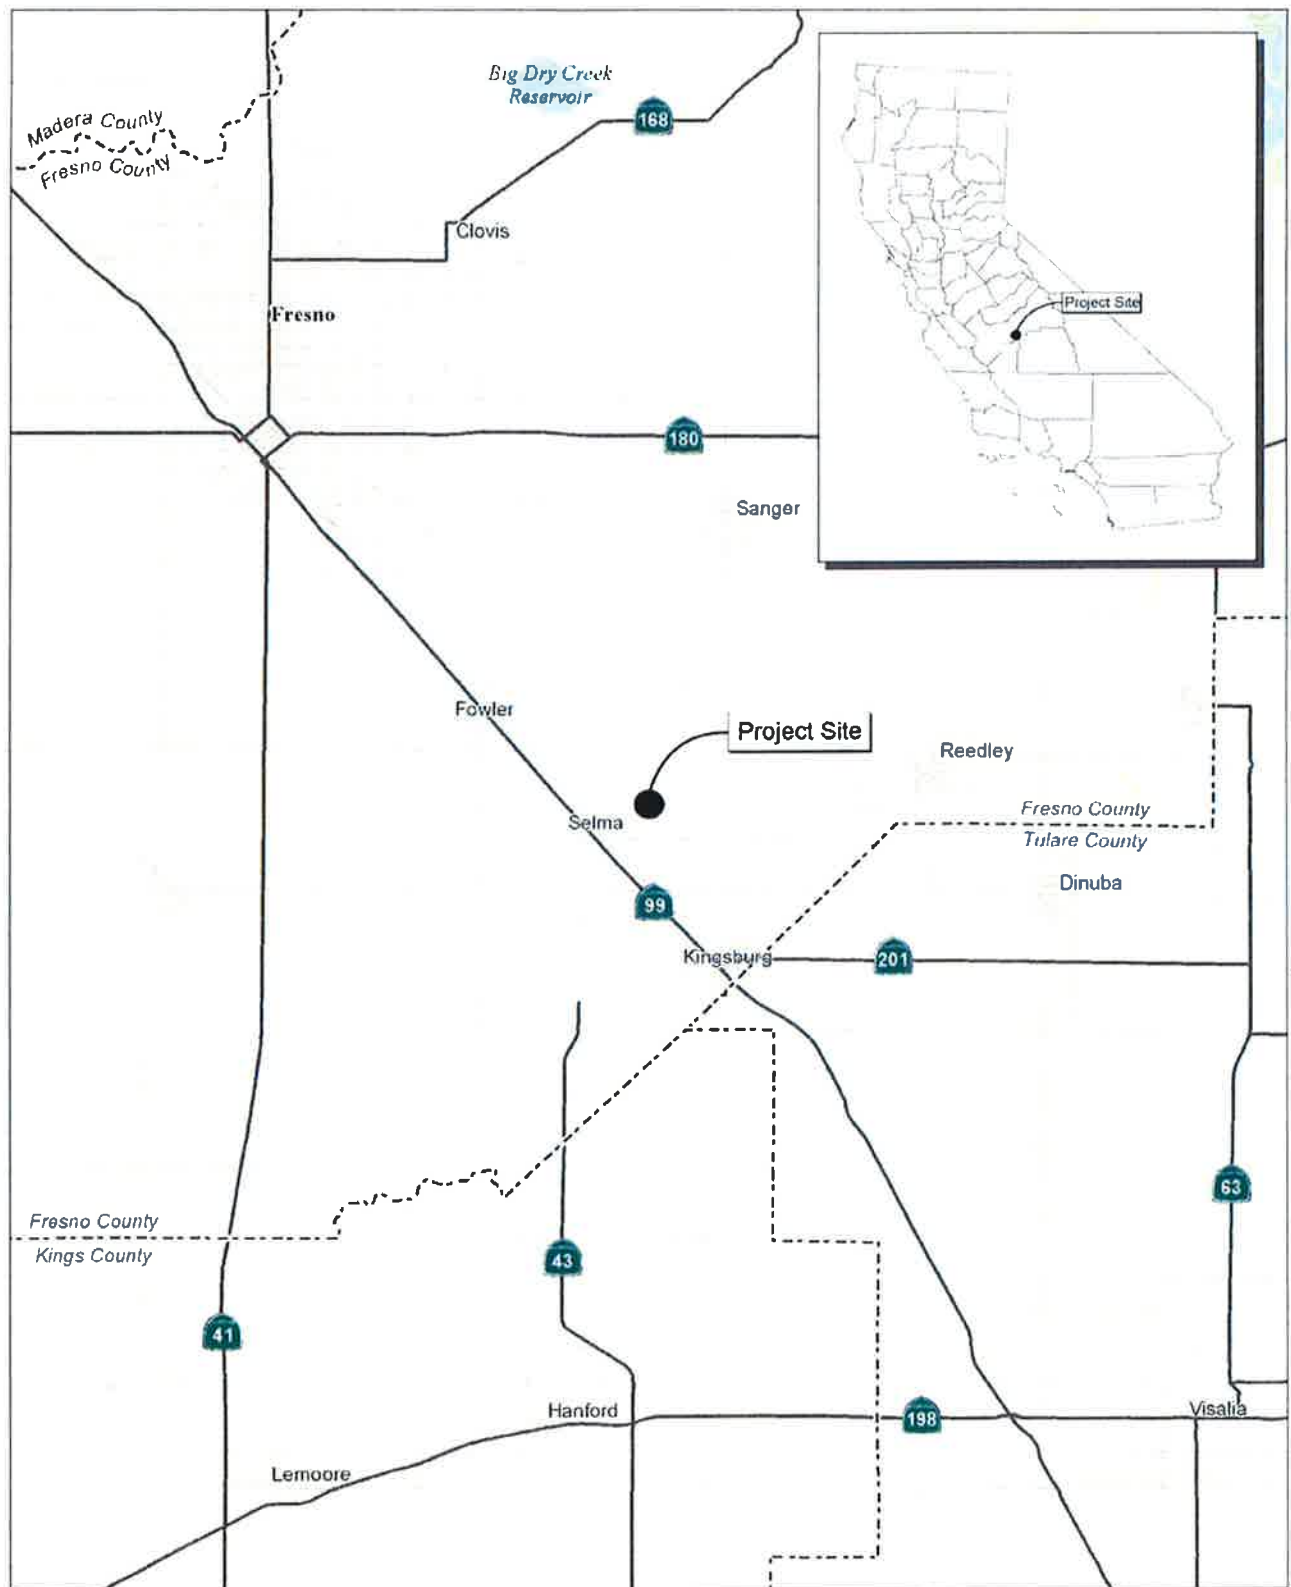 Big Dry Creek
Reservoir
168
Madera County
Fresno County
Clovis
Project Site
Fresno
180
Sanger
Fowler
Project Site
Reedley
Fresno County
Selma
Tulare County
Dinuba
99
Kingsburg
201
63
Fresno County
Kings County
43
41
Hanford
198
Visalia
Lemoore